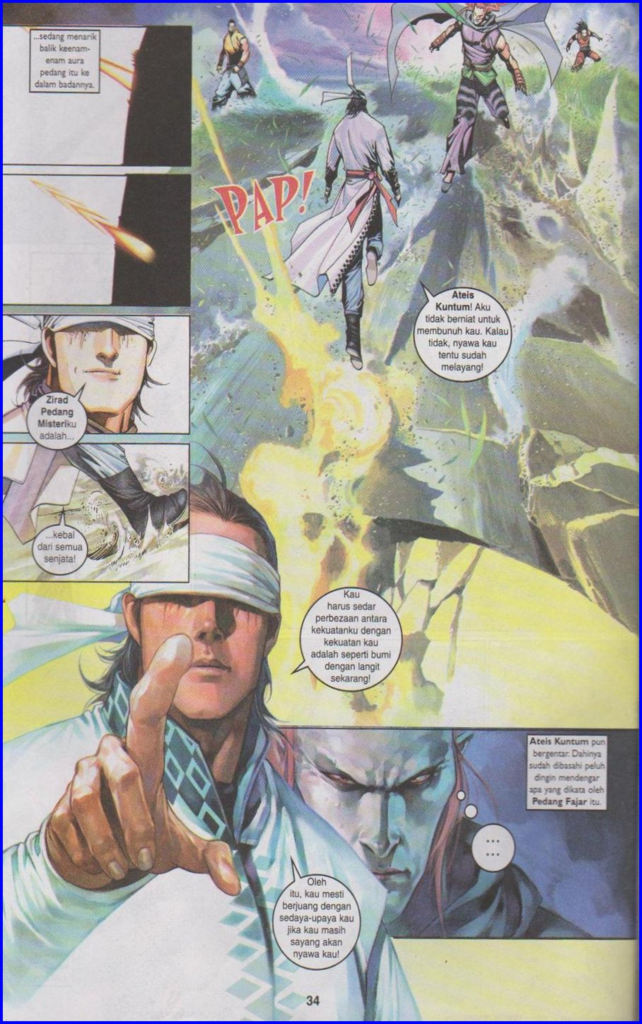 ...sedang menarik
balik keenam-
enam aura
pedang itu ke
dalam badannya.
PAP!
Ateis
Kuntum! Aku
tidak berniat untuk
membunuh kau. Kalau
tidak, nyawa kau
tentu sudah
melayang!
Zirad
Pedang
Misteriku
adalah...
...kebal
dari semua
senjata!
Kau
harus sedar
perbezaan antara
kekuatanku dengan
kekuatan kau
adalah seperti bumi
dengan langit
sekarang!
Ateis Kuntum pun
bergentar. Dahinya
sudah dibasahi peluh
dingin mendengar
apa yang dikata oleh
Pedang Fajar itu.
...
...
Oleh
itu, kau mesti
berjuang dengan
sedaya-upaya kau
jika kau masih
sayang akan
nyawa kau!
34